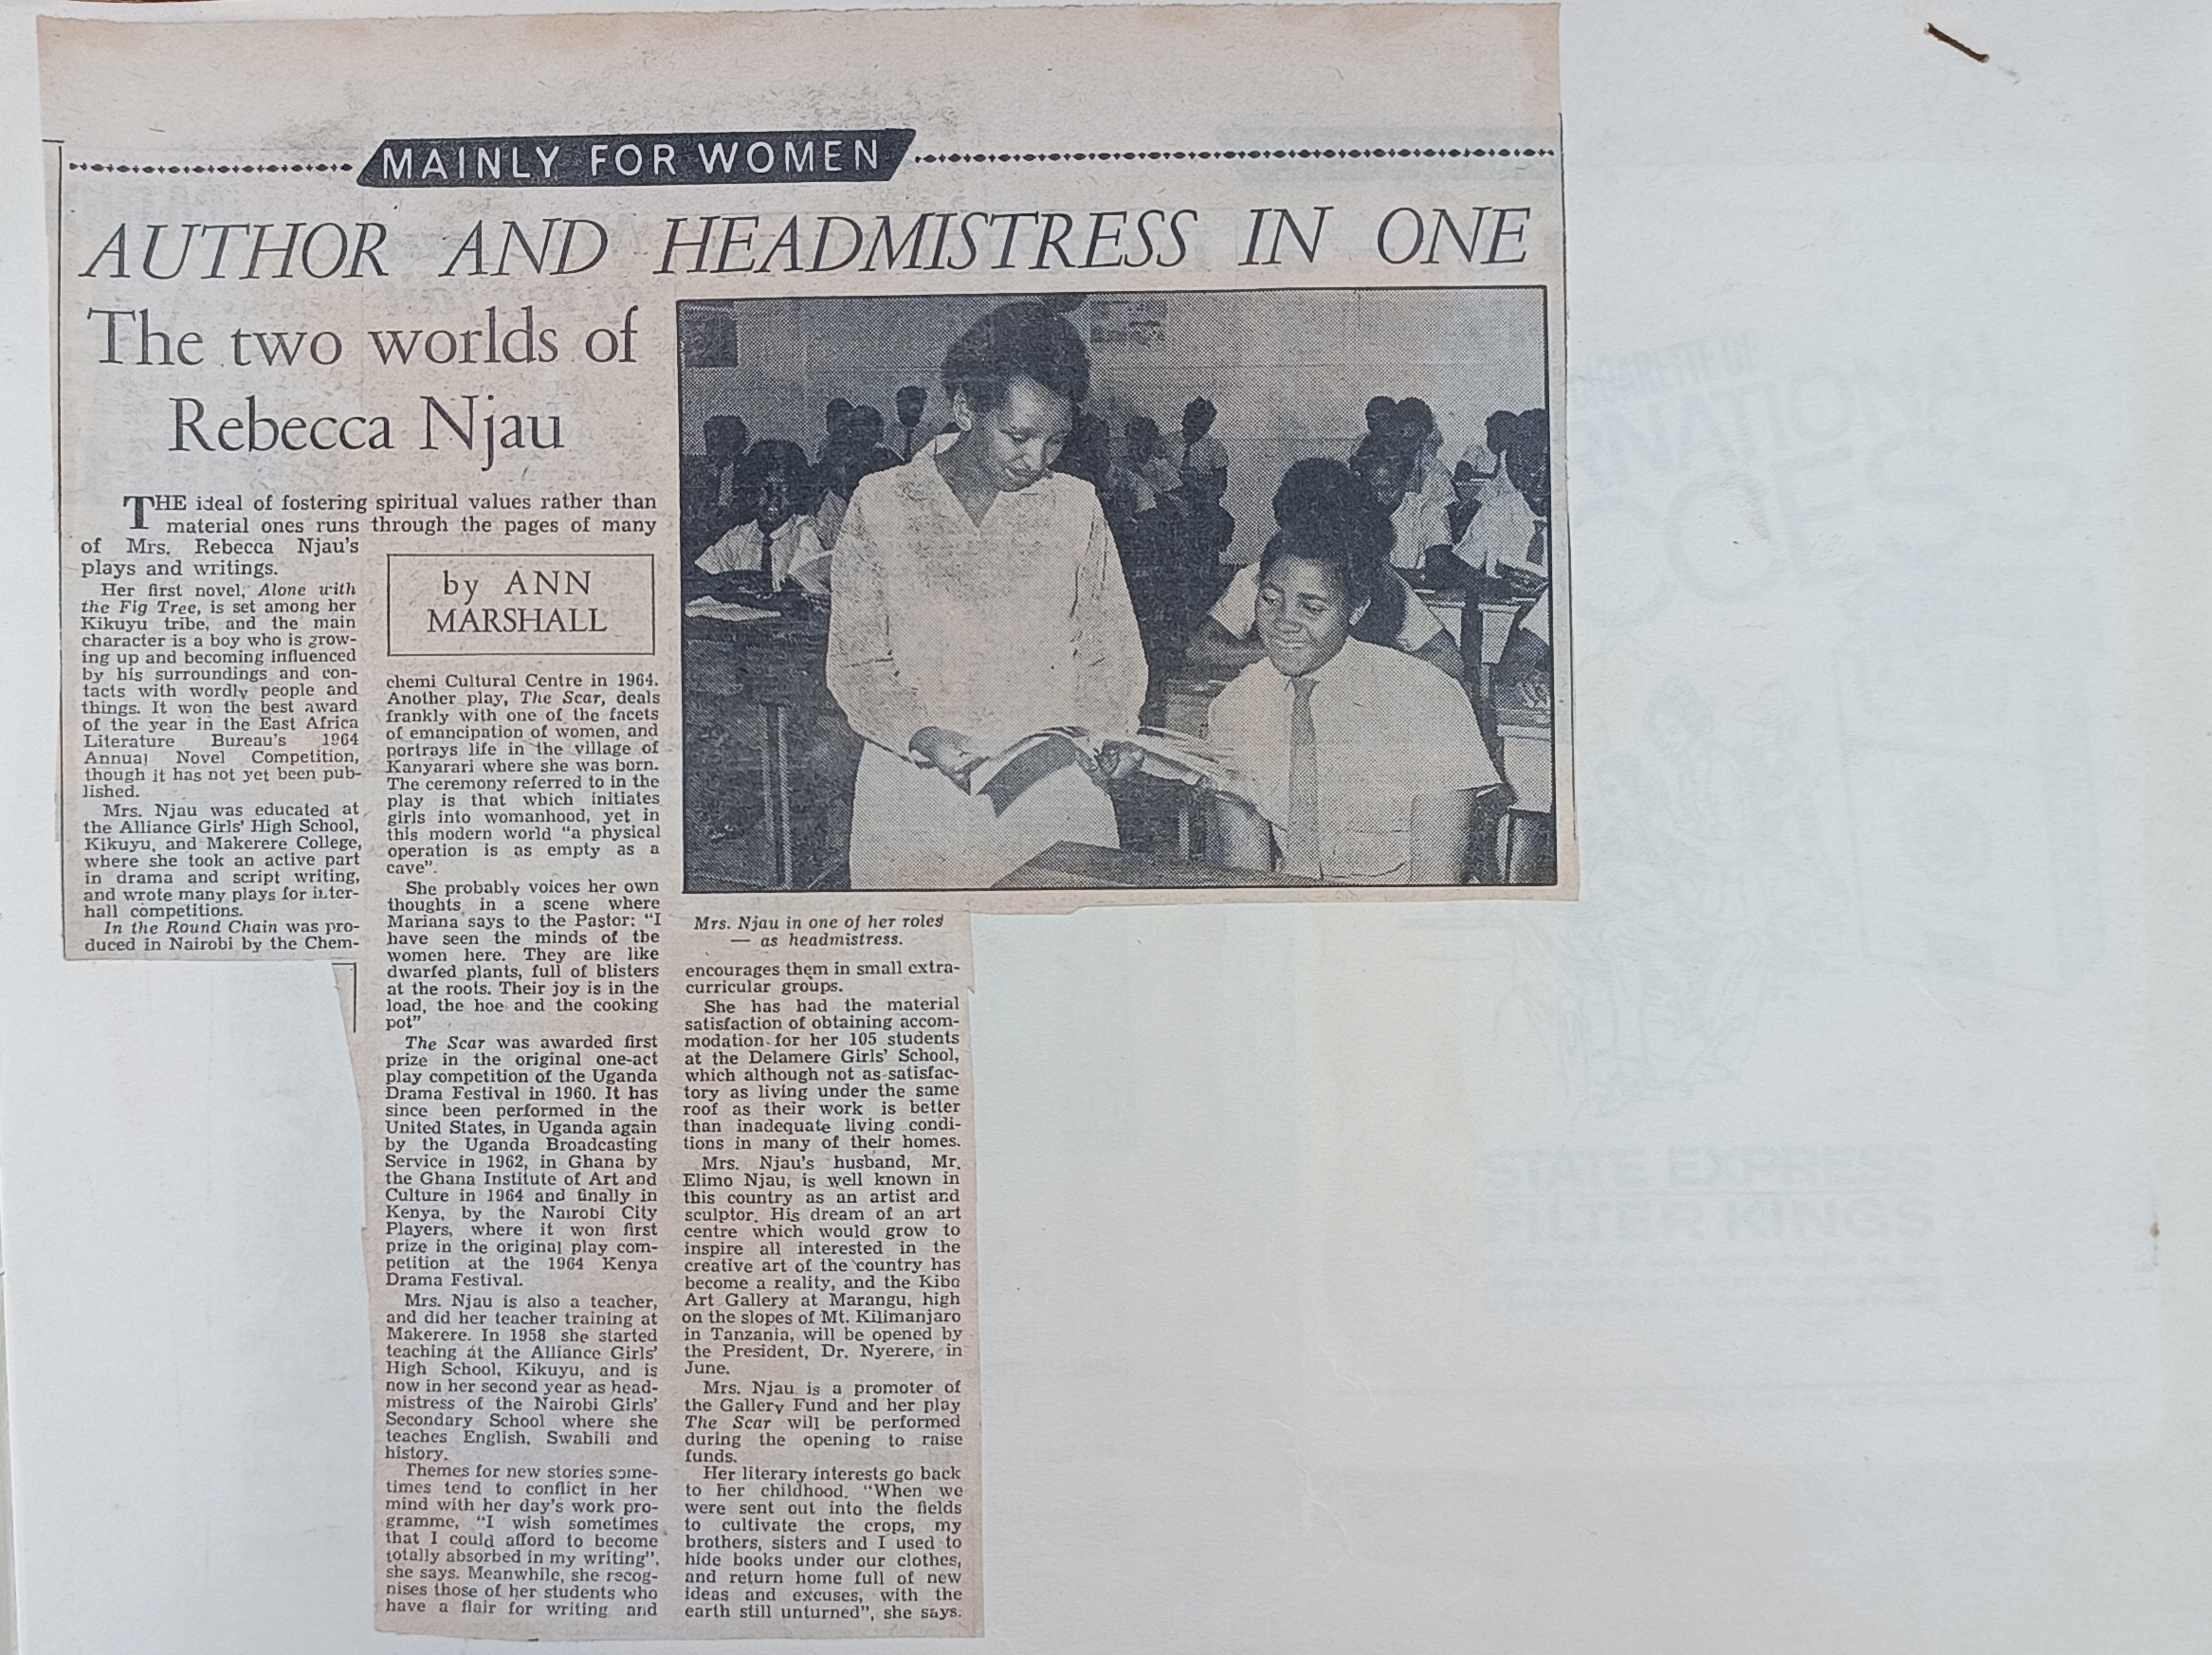 MAINLY FOR WOMEN
AUTHOR AND HEADMISTRESS IN ONE
The two worlds of
Rebecca Njau
THE ideal of fostering spiritual values rather than
material ones runs through the pages of many
of Mrs. Rebecca Njau's
plays and writings.
Her first novel, Alone with
the Fig Tree, is set among her
Kikuyu tribe, and the main
character is a boy who is grow-
ing up and becoming influenced
by his surroundings and con-
tacts with wordly people and
things. It won the best award
of the year in the East Africa
Literature Bureau's 1964
Annual Novel Competition,
though it has not yet been pub-
lished.
Mrs. Njau was educated at
the Alliance Girls' High School,
Kikuyu, and Makerere College,
where she took an active part
in drama and script writing,
and wrote many plays for inter-
hall competitions.
In the Round Chain was pro-
duced in Nairobi by the Chem-
by ANN
MARSHALL
chemi Cultural Centre in 1964.
Another play, The Scar, deals
frankly with one of the facets
of emancipation of women, and
portrays life in the village of
Kanyarari where she was born.
The ceremony referred to in the
play is that which initiates
girls into womanhood, yet in
this modern world "a physical
operation is as empty as a
cave".
She probably voices her own
thoughts in a scene where
Mariana says to the Pastor: "I
have seen the minds of the
women here. They are like
dwarfed plants, full of blisters
at the roots. Their joy is in the
load, the hoe and the cooking
pot"
The Scar was awarded first
prize in the original one-act
play competition of the Uganda
Drama Festival in 1960. It has
since been performed in the
United States, in Uganda again
by the Uganda Broadcasting
Service in 1962, in Ghana by
the Ghana Institute of Art and
Culture in 1964 and finally in
Kenya, by the Nairobi City
Players, where it won first
prize in the original play com-
petition at the 1964 Kenya
Drama Festival.
Mrs. Njau is also a teacher,
and did her teacher training at
Makerere. In 1958 she started
teaching at the Alliance Girls'
High School, Kikuyu, and is
now in her second year as head-
mistress of the Nairobi Girls'
Secondary School where she
teaches English, Swahili and
history.
Themes for new stories some-
times tend to conflict in her
mind with her day's work pro-
gramme, "I wish sometimes
that I could afford to become
totally absorbed in my writing",
she says. Meanwhile, she recog-
nises those of her students who
have a flair for writing and
Mrs. Njau in one of her roles
— as headmistress.
encourages them in small extra-
curricular groups.
She has had the material
satisfaction of obtaining accom-
modation for her 105 students
at the Delamere Girls' School,
which although not as satisfac-
tory as living under the same
roof as their work is better
than inadequate living condi-
tions in many of their homes.
Mrs. Njau's husband, Mr.
Elimo Njau, is well known in
this country as an artist and
sculptor. His dream of an art
centre which would grow to
inspire all interested in the
creative art of the country has
become a reality, and the Kibo
Art Gallery at Marangu, high
on the slopes of Mt. Kilimanjaro
in Tanzania, will be opened by
the President, Dr. Nyerere, in
June.
Mrs. Njau is a promoter of
the Gallery Fund and her play
The Scar will be performed
during the opening to raise
funds.
Her literary interests go back
to her childhood. "When we
were sent out into the fields
to cultivate the crops, my
brothers, sisters and I used to
hide books under our clothes,
and return home full of new
ideas and excuses, with the
earth still unturned", she says.
EXPRESS
FILTER KINGS